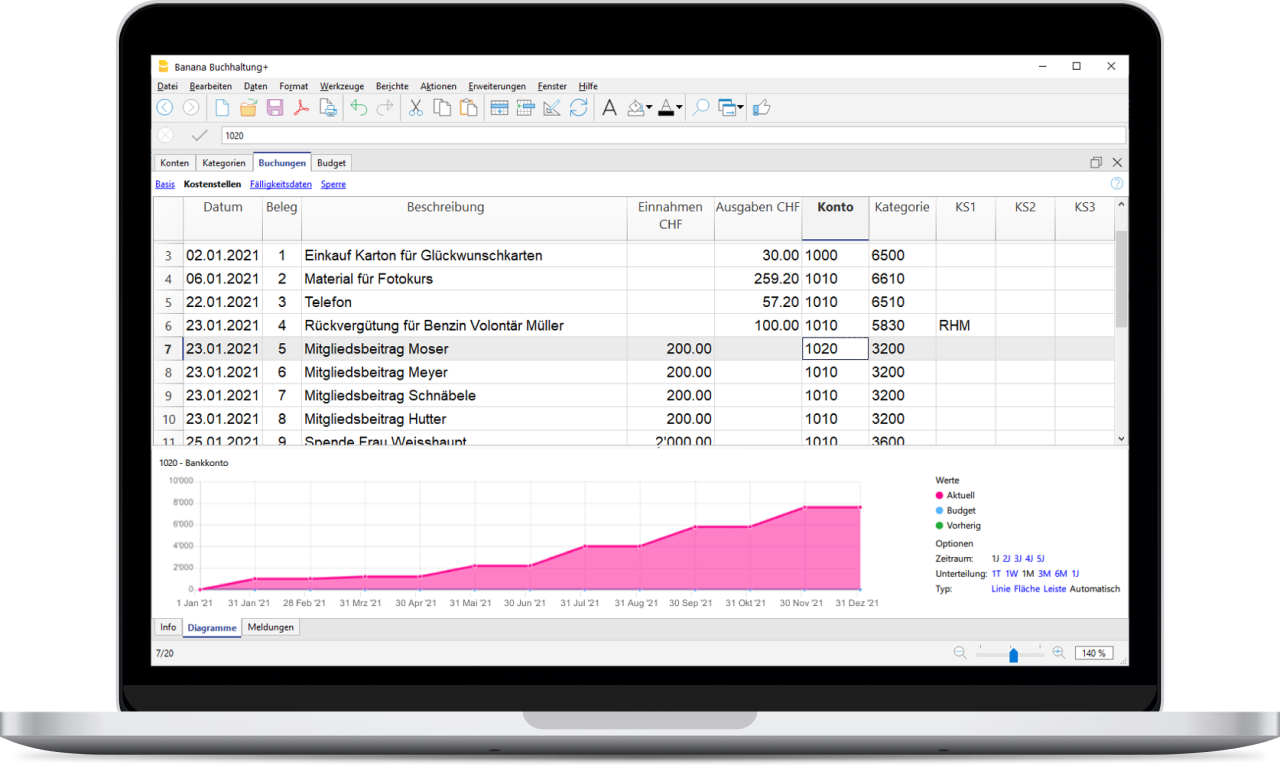 Banana Buchhaltung+
Datei Bearbeiten Daten Format Werkzeuge Berichte Aktionen Erweiterungen Fenster Hilfe
1020
Konten Kategorien Buchungen Budget
Basis Kostenstellen Fälligkeitsdaten Sperre
Datum Beleg Beschreibung Einnahmen CHF Ausgaben CHF Konto Kategorie KS1 KS2 KS3
3 02.01.2021 1 Einkauf Karton für Glückwunschkarten 30.00 1000 6500
4 06.01.2021 2 Material für Fotokurs 259.20 1010 6610
5 22.01.2021 3 Telefon 57.20 1010 6510
6 23.01.2021 4 Rückvergütung für Benzin Volontär Müller 100.00 1010 5830 RHM
7 23.01.2021 5 Mitgliedsbeitrag Moser 200.00 1020 3200
8 23.01.2021 6 Mitgliedsbeitrag Meyer 200.00 1010 3200
9 23.01.2021 7 Mitgliedsbeitrag Schnäbele 200.00 1010 3200
10 23.01.2021 8 Mitgliedsbeitrag Hutter 200.00 1010 3200
11 25.01.2021 9 Spende Frau Weisshaupt 2'000.00 1010 3600
1020 - Bankkonto
10'000
8'000
6'000
4'000
2'000
0
1 Jan '21 31 Jan '21 28 Feb '21 31 Mrz '21 30 Apr '21 31 Mai '21 30 Jun '21 31 Jul '21 31 Aug '21 30 Sep '21 31 Okt '21 30 Nov '21 31 Dez '21
Werte
Aktuell
Budget
Vorherig
Optionen
Zeitraum: 1J 2J 3J 4J 5J
Unterteilung: 1T 1W 1M 3M 6M 1J
Typ: Linie Fläche Leiste Automatisch
Info Diagramme Meldungen
7/20
140 %